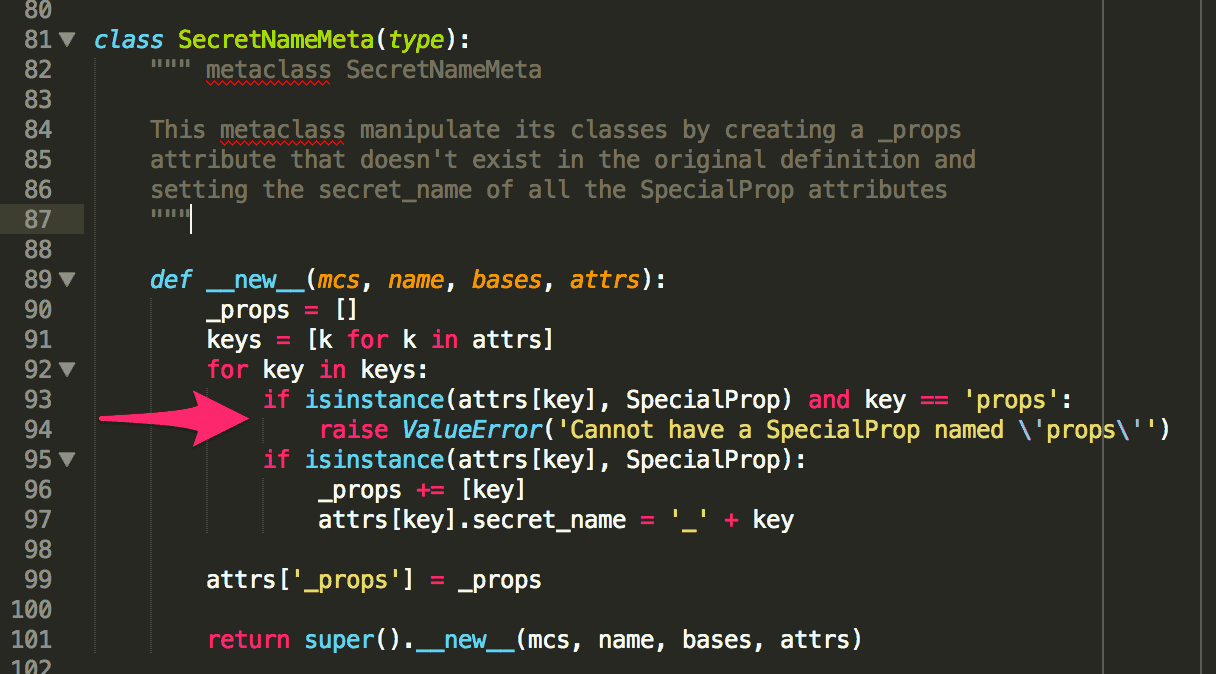 80
81 class SecretNameMeta(type):
82 """ metaclass SecretNameMeta
83
84 This metaclass manipulate its classes by creating a _props
85 attribute that doesn't exist in the original definition and
86 setting the secret_name of all the SpecialProp attributes
87 """
88
89 def __new__(mcs, name, bases, attrs):
90 _props = []
91 keys = [k for k in attrs]
92 for key in keys:
93 if isinstance(attrs[key], SpecialProp) and key == 'props':
94 raise ValueError('Cannot have a SpecialProp named \'props\'')
95 if isinstance(attrs[key], SpecialProp):
96 _props += [key]
97 attrs[key].secret_name = '_' + key
98
99 attrs['_props'] = _props
100
101 return super().__new__(mcs, name, bases, attrs)
102